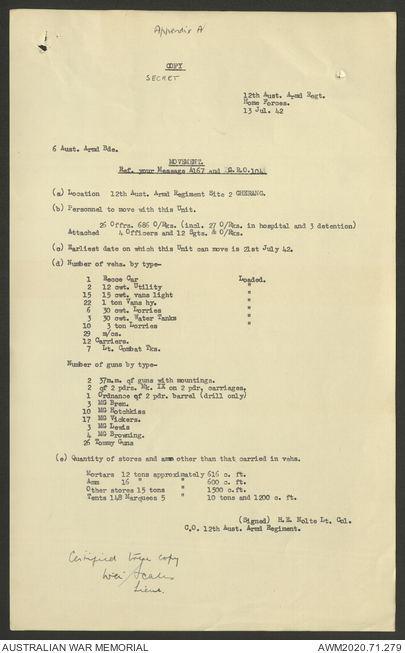 Appendix A
COPY
SECRET
12th Aust. Armd Regt.
Home Forces.
13 Jul. 42
6 Aust. Armd Bde.
MOVEMENT.
Ref. your Message A167 and
(a) Location 12th Aust. Armd Regiment Site 2 GHERANG.
(b) Personnel to move with this Unit.
26 Offrs. 686 O/Rks. (incl. 27 O/Rks. in hospital and 3 detention)
Attached 4 Officers and 12 Sgts. & O/Rks.
(c) Earliest date on which this Unit can move is 21st July 42.
(d) Number of vehs. by type-
1 Recce Car Loaded.
2 12 cwt. Utility "
15 15 cwt. vans light "
22 1 ton Vans hy. "
6 30 cwt. Lorries "
3 30 cwt. Water Tanks "
10 3 ton Lorries "
29 m/cs.
12 Carriers.
7 Lt. Combat Tks.
Number of guns by type-
2 37m.m. qf guns with mountings.
2 qf 2 pdrs. Mk. IX on 2 pdr. carriages.
1 Ordnance qf 2 pdr. barrel (drill only)
3 MG Bren.
10 MG Hotchkiss
17 MG Vickers.
3 MG Lewis
4 MG Browning.
26 Tommy Guns
(e) Quantity of stores and amm other than that carried in vehs.
Mortars 12 tons approximately 616 c. ft.
Amm 16 " " 600 c. ft.
Other stores 15 tons " 1500 c.ft.
Tents 148 Marquees 5 " 10 tons and 1200 c. ft.
(Signed) H.E. Nolte Lt. Col.
C.O. 12th Aust. Armd Regiment.
Certified true copy
Lieut.
AUSTRALIAN WAR MEMORIAL
AWM2020.71.279